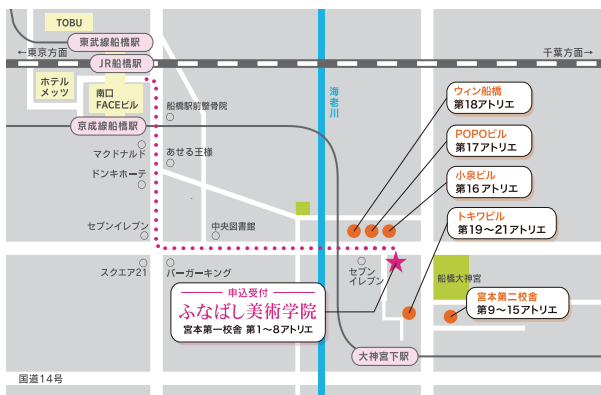 TOBU
東武線船橋駅
←東京方面
千葉方面→
JR船橋駅
ホテル
メッツ
南口
FACEビル
海老川
ウィン船橋
第18アトリエ
船橋駅前整骨院
京成線船橋駅
POPOビル
第17アトリエ
マクドナルド
あせる王様
ドンキホーテ
小泉ビル
第16アトリエ
トキワビル
第19〜21アトリエ
セブンイレブン
中央図書館
スクエア21
バーガーキング
セブン
イレブン
船橋大神宮
申込受付
ふなばし美術学院
宮本第一校舎 第1〜8アトリエ
宮本第二校舎
第9〜15アトリエ
大神宮下駅
国道14号